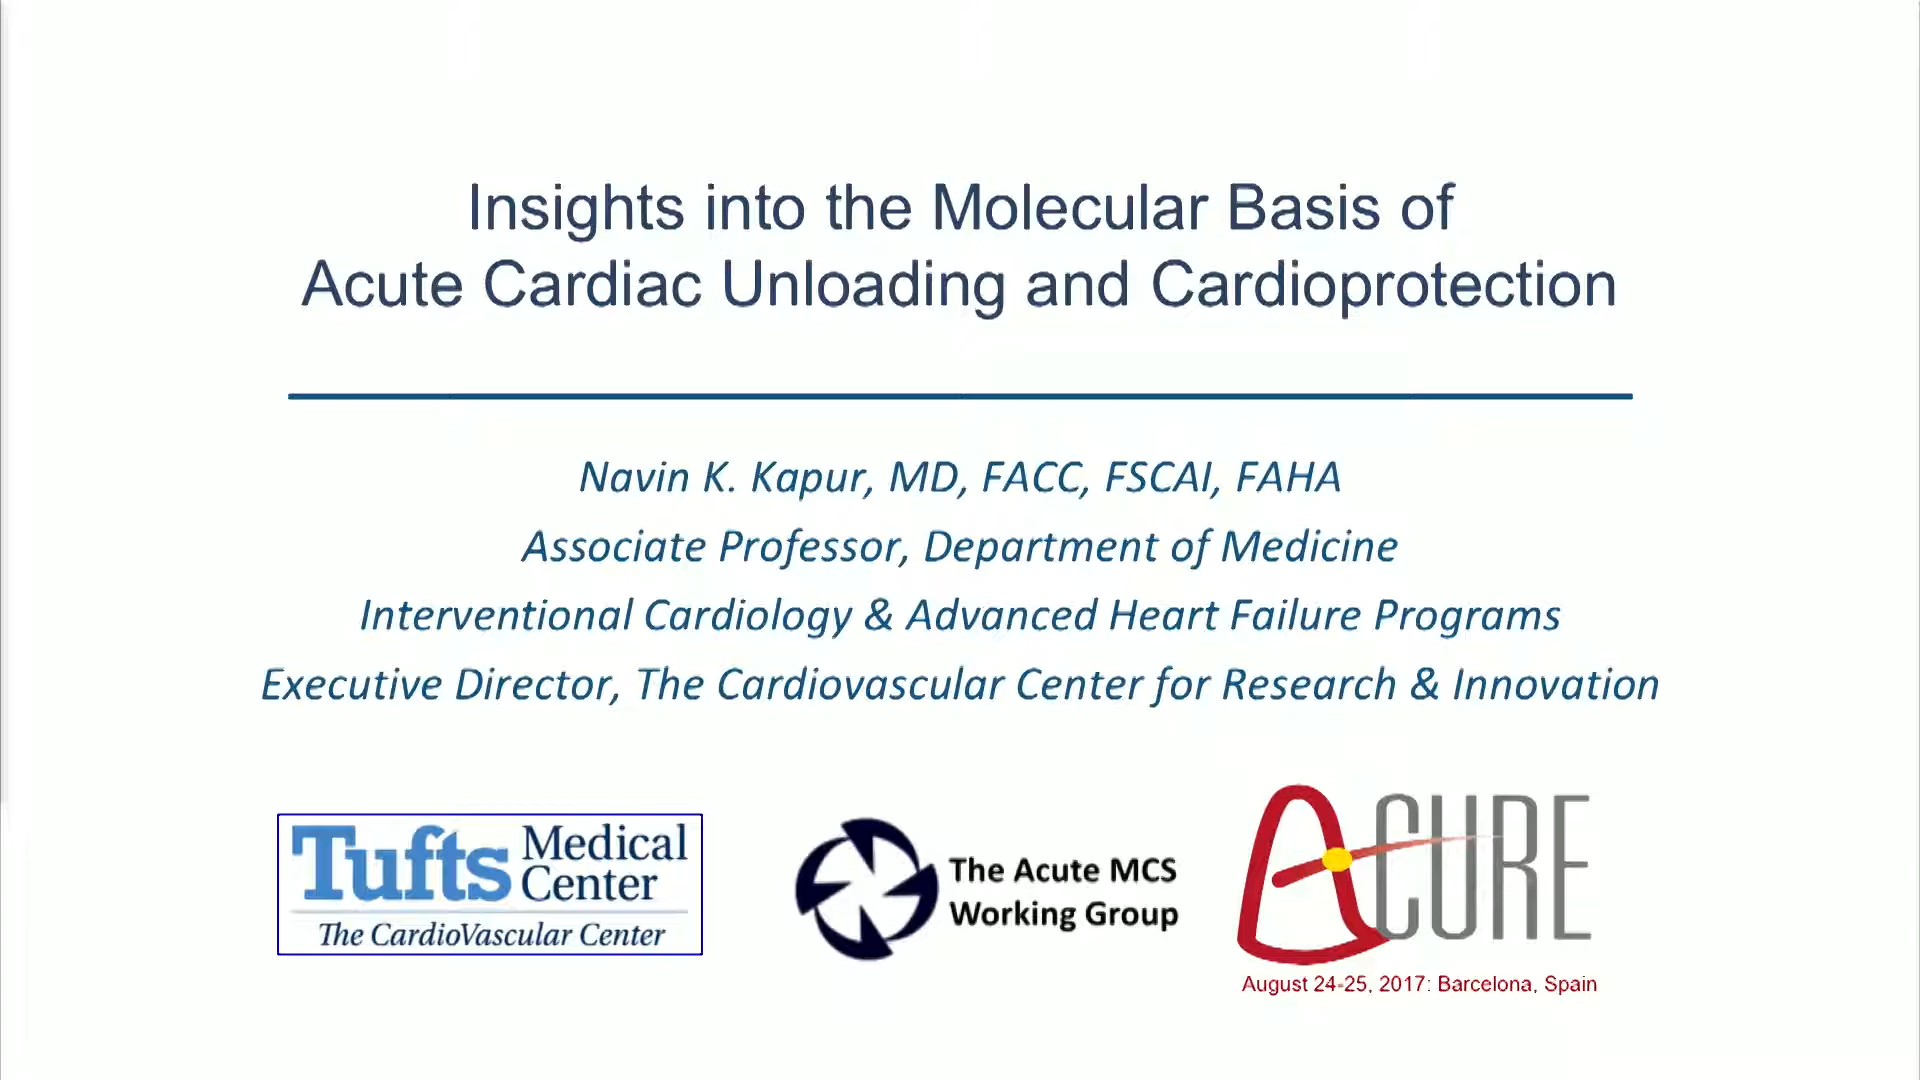 Insights into the Molecular Basis of
Acute Cardiac Unloading and Cardioprotection
Navin K. Kapur, MD, FACC, FSCAI, FAHA
Associate Professor, Department of Medicine
Interventional Cardiology & Advanced Heart Failure Programs
Executive Director, The Cardiovascular Center for Research & Innovation
Tufts Medical Center
The CardioVascular Center
The Acute MCS
Working Group
A-CURE
August 24-25, 2017: Barcelona, Spain